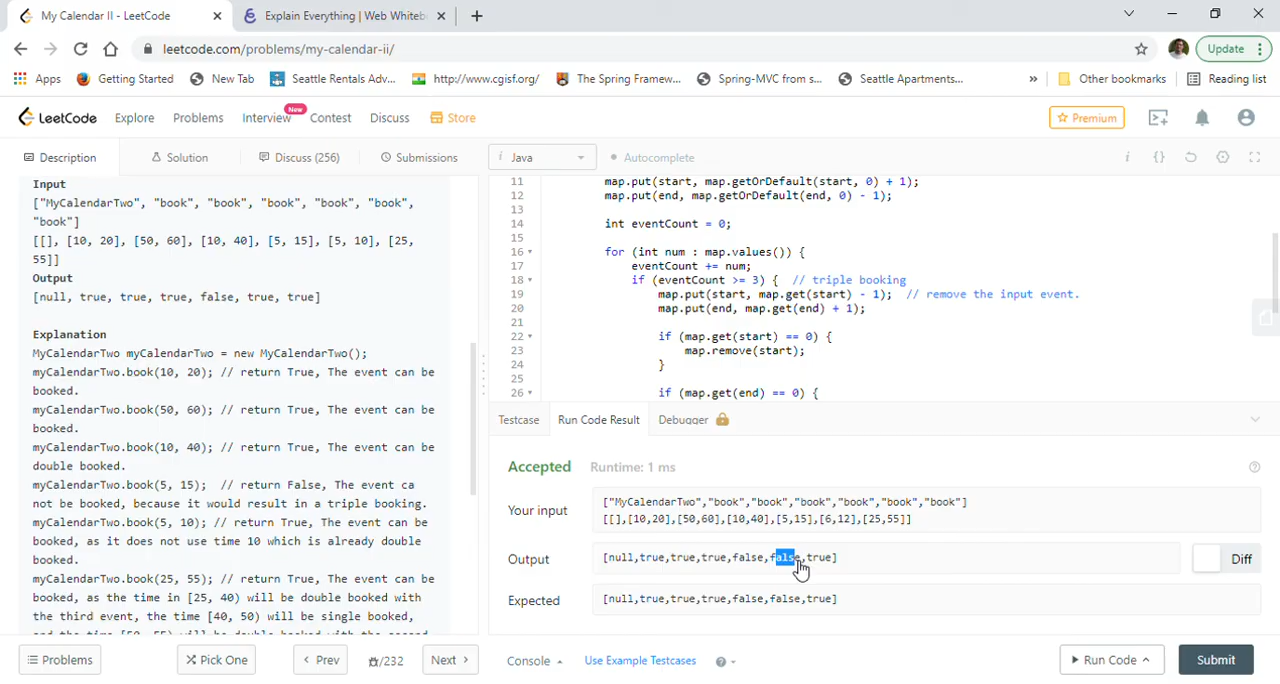 My Calendar II - LeetCode
Explain Everything | Web Whiteb
leetcode.com/problems/my-calendar-ii/
Update
Apps
Getting Started
New Tab
Seattle Rentals Adv...
http://www.cgisf.org/
The Spring Framew...
Spring-MVC from s...
Seattle Apartments...
»
Other bookmarks
Reading list
LeetCode
Explore
Problems
Interview
New
Contest
Discuss
Store
Premium
Description
Solution
Discuss (256)
Submissions
i Java
Autocomplete
Input
["MyCalendarTwo", "book", "book", "book", "book", "book",
"book"]
[[], [10, 20], [50, 60], [10, 40], [5, 15], [5, 10], [25,
55]]
Output
[null, true, true, true, false, true, true]
Explanation
MyCalendarTwo myCalendarTwo = new MyCalendarTwo();
myCalendarTwo.book(10, 20); // return True, The event can be
booked.
myCalendarTwo.book(50, 60); // return True, The event can be
booked.
myCalendarTwo.book(10, 40); // return True, The event can be
double booked.
myCalendarTwo.book(5, 15);  // return False, The event ca
not be booked, because it would result in a triple booking.
myCalendarTwo.book(5, 10); // return True, The event can be
booked, as it does not use time 10 which is already double
booked.
myCalendarTwo.book(25, 55); // return True, The event can be
booked, as the time in [25, 40) will be double booked with
the third event, the time [40, 50) will be single booked,
and the time [50, 55) will be double booked with the second
11 map.put(start, map.getOrDefault(start, 0) + 1);
12 map.put(end, map.getOrDefault(end, 0) - 1);
13
14 int eventCount = 0;
15
16 for (int num : map.values()) {
17 eventCount += num;
18 if (eventCount >= 3) {  // triple booking
19 map.put(start, map.get(start) - 1);  // remove the input event.
20 map.put(end, map.get(end) + 1);
21
22 if (map.get(start) == 0) {
23 map.remove(start);
24 }
25
26 if (map.get(end) == 0) {
Testcase
Run Code Result
Debugger
Accepted
Runtime: 1 ms
Your input
["MyCalendarTwo","book","book","book","book","book","book"]
[[],[10,20],[50,60],[10,40],[5,15],[6,12],[25,55]]
Output
[null,true,true,true,false,false,true]
Diff
Expected
[null,true,true,true,false,false,true]
Problems
Pick One
Prev
/232
Next
Console
Use Example Testcases
Run Code
Submit